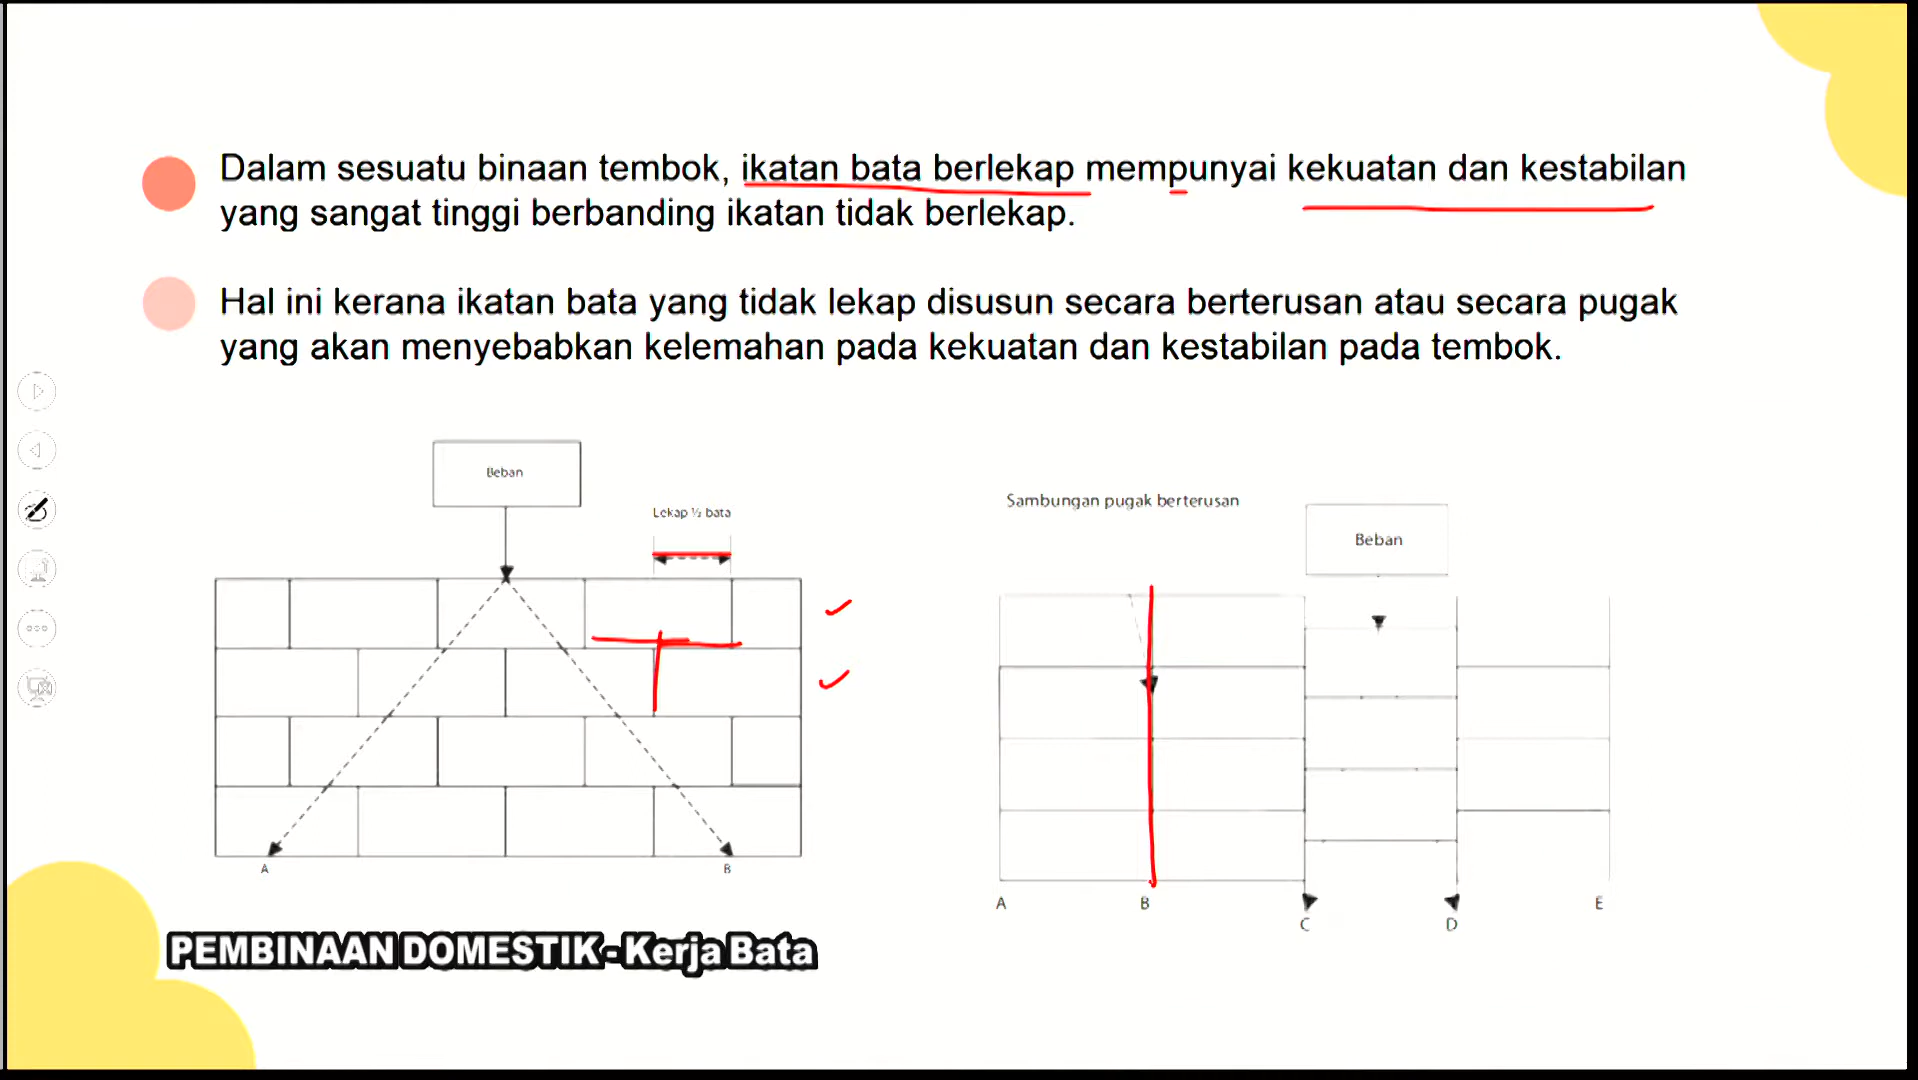 Dalam sesuatu binaan tembok, ikatan bata berlekap mempunyai kekuatan dan kestabilan
yang sangat tinggi berbanding ikatan tidak berlekap.
Hal ini kerana ikatan bata yang tidak lekap disusun secara berterusan atau secara pugak
yang akan menyebabkan kelemahan pada kekuatan dan kestabilan pada tembok.
Beban
Lekap ½ bata
A
B
Sambungan pugak berterusan
Beban
A
B
C
D
E
PEMBINAAN DOMESTIK - Kerja Bata